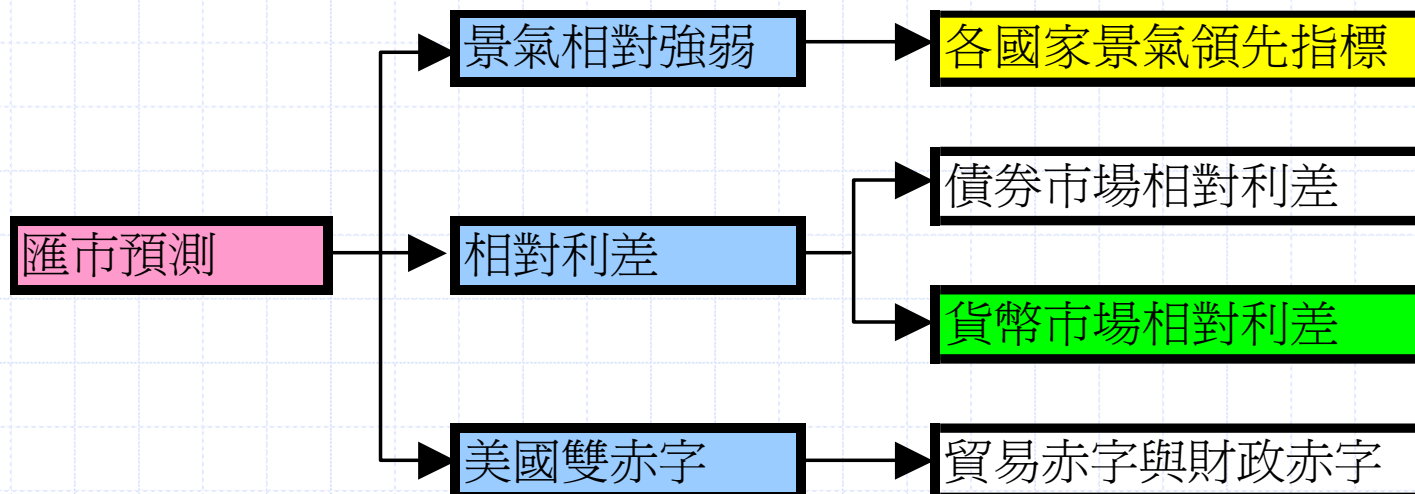 景氣相對強弱
各國家景氣領先指標
債券市場相對利差
匯市預測
相對利差
貨幣市場相對利差
美國雙赤字
貿易赤字與財政赤字